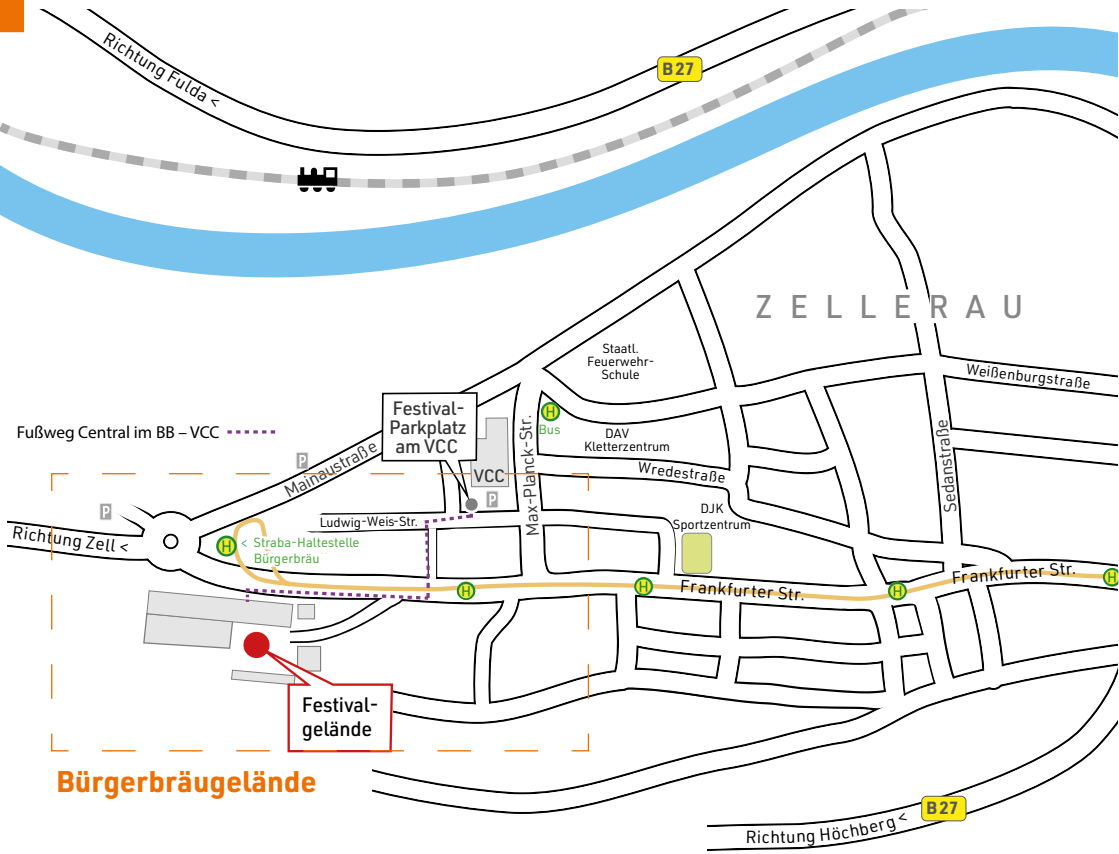 Richtung Fulda <
B27
ZELLERAU
Staatl.
Feuerwehr-
Schule
Weißenburgstraße
Festival-
Parkplatz
am VCC
H
Bus
Fußweg Central im BB – VCC
DAV
Kletterzentrum
Max-Planck-Str.
Sedanstraße
P
Mainaustraße
VCC
Wredestraße
P
P
DJK
Sportzentrum
Ludwig-Weis-Str.
Richtung Zell <
H
< Straba-Haltestelle
Bürgerbräu
H
H
Frankfurter Str.
H
Frankfurter Str.
H
Festival-
gelände
Bürgerbräugelände
B27
Richtung Höchberg <